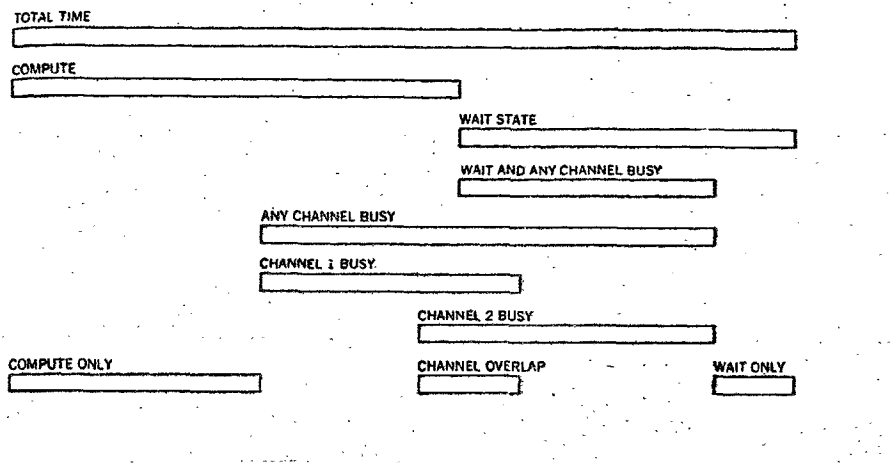 TOTAL TIME
COMPUTE
WAIT STATE
WAIT AND ANY CHANNEL BUSY
ANY CHANNEL BUSY
CHANNEL 1 BUSY
CHANNEL 2 BUSY
COMPUTE ONLY CHANNEL OVERLAP WAIT ONLY